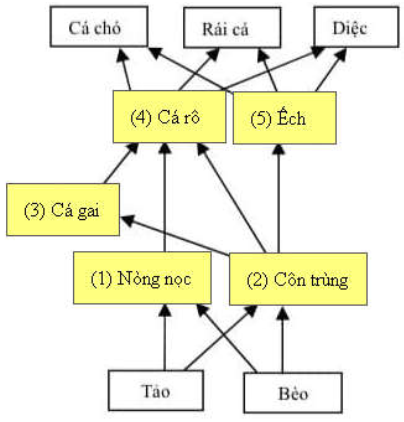 Cá chó
Rái cá
Diệc
(4) Cá rô
(5) Ếch
(3) Cá gai
(1) Nòng nọc
(2) Côn trùng
Tảo
Bèo